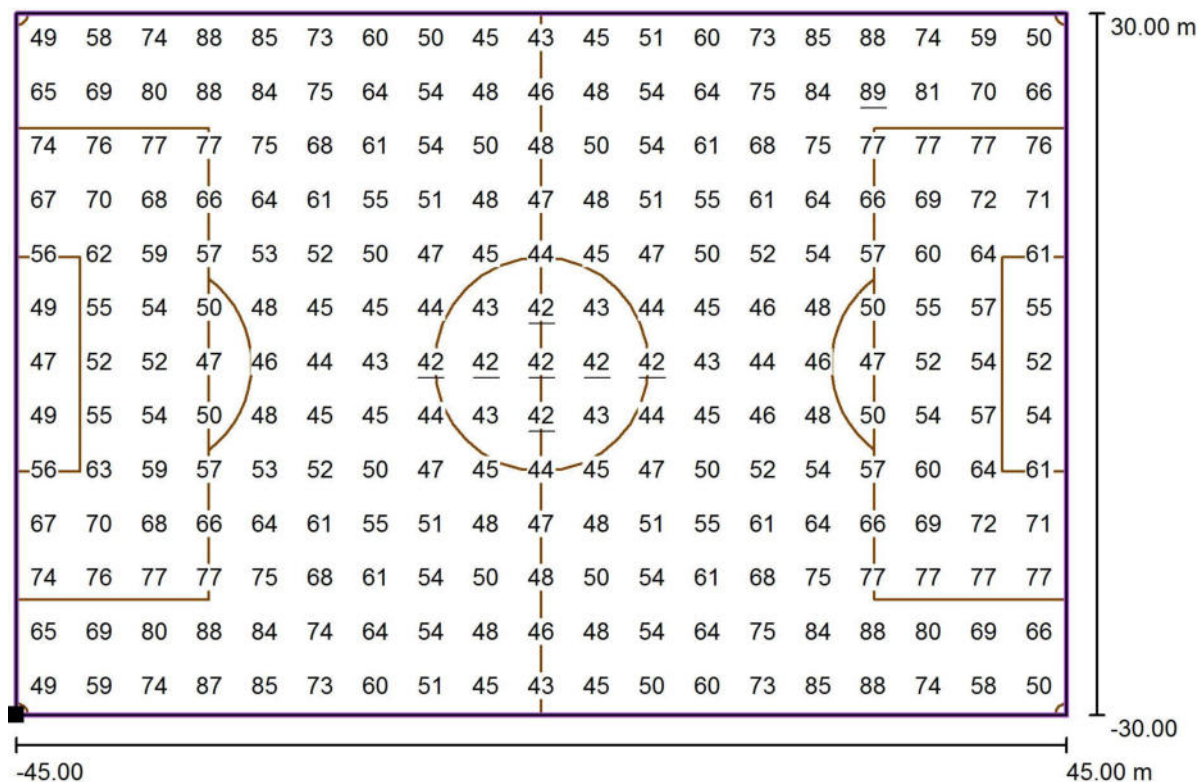 49 58 74 88 85 73 60 50 45 43 45 51 60 73 85 88 74 59 50
30.00 m
65 69 80 88 84 75 64 54 48 46 48 54 64 75 84 89 81 70 66
74 76 77 77 75 68 61 54 50 48 50 54 61 68 75 77 77 77 76
67 70 68 66 64 61 55 51 48 47 48 51 55 61 64 66 69 72 71
56 62 59 57 53 52 50 47 45 44 45 47 50 52 54 57 60 64 61
49 55 54 50 48 45 45 44 43 42 43 44 45 46 48 50 55 57 55
47 52 52 47 46 44 43 42 42 42 42 42 43 44 46 47 52 54 52
49 55 54 50 48 45 45 44 43 42 43 44 45 46 48 50 54 57 54
56 63 59 57 53 52 50 47 45 44 45 47 50 52 54 57 60 64 61
67 70 68 66 64 61 55 51 48 47 48 51 55 61 64 66 69 72 71
74 76 77 77 75 68 61 54 50 48 50 54 61 68 75 77 77 77 77
65 69 80 88 84 74 64 54 48 46 48 54 64 75 84 88 80 69 66
49 59 74 87 85 73 60 51 45 43 45 50 60 73 85 88 74 58 50
-30.00
-45.00
45.00 m